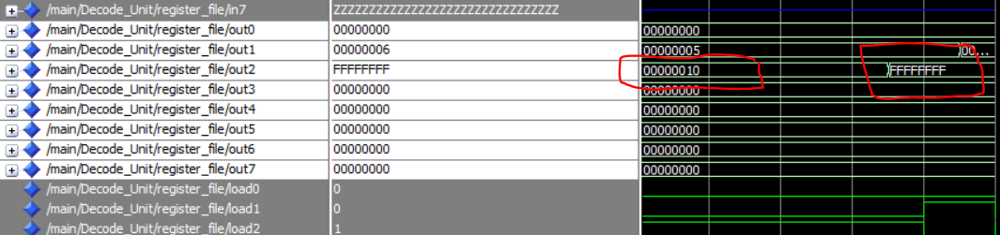 /main/Decode_Unit/register_file/in7 ZZZZZZZZZZZZZZZZZZZZZZZZZZZZZZZZ
/main/Decode_Unit/register_file/out0 00000000 00000000
/main/Decode_Unit/register_file/out1 00000006 00000005 00...
/main/Decode_Unit/register_file/out2 FFFFFFFF 00000010 FFFFFFFF
/main/Decode_Unit/register_file/out3 00000000 00000000
/main/Decode_Unit/register_file/out4 00000000 00000000
/main/Decode_Unit/register_file/out5 00000000 00000000
/main/Decode_Unit/register_file/out6 00000000 00000000
/main/Decode_Unit/register_file/out7 00000000 00000000
/main/Decode_Unit/register_file/load0 0
/main/Decode_Unit/register_file/load1 0
/main/Decode_Unit/register_file/load2 1